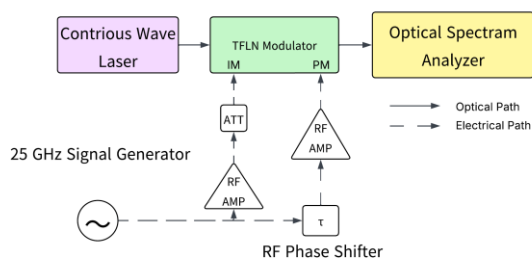 Contrious Wave
Laser
TFLN Modulator
IM PM
Optical Spectram
Analyzer
Optical Path
Electrical Path
ATT
RF
AMP
25 GHz Signal Generator
RF
AMP
τ
RF Phase Shifter